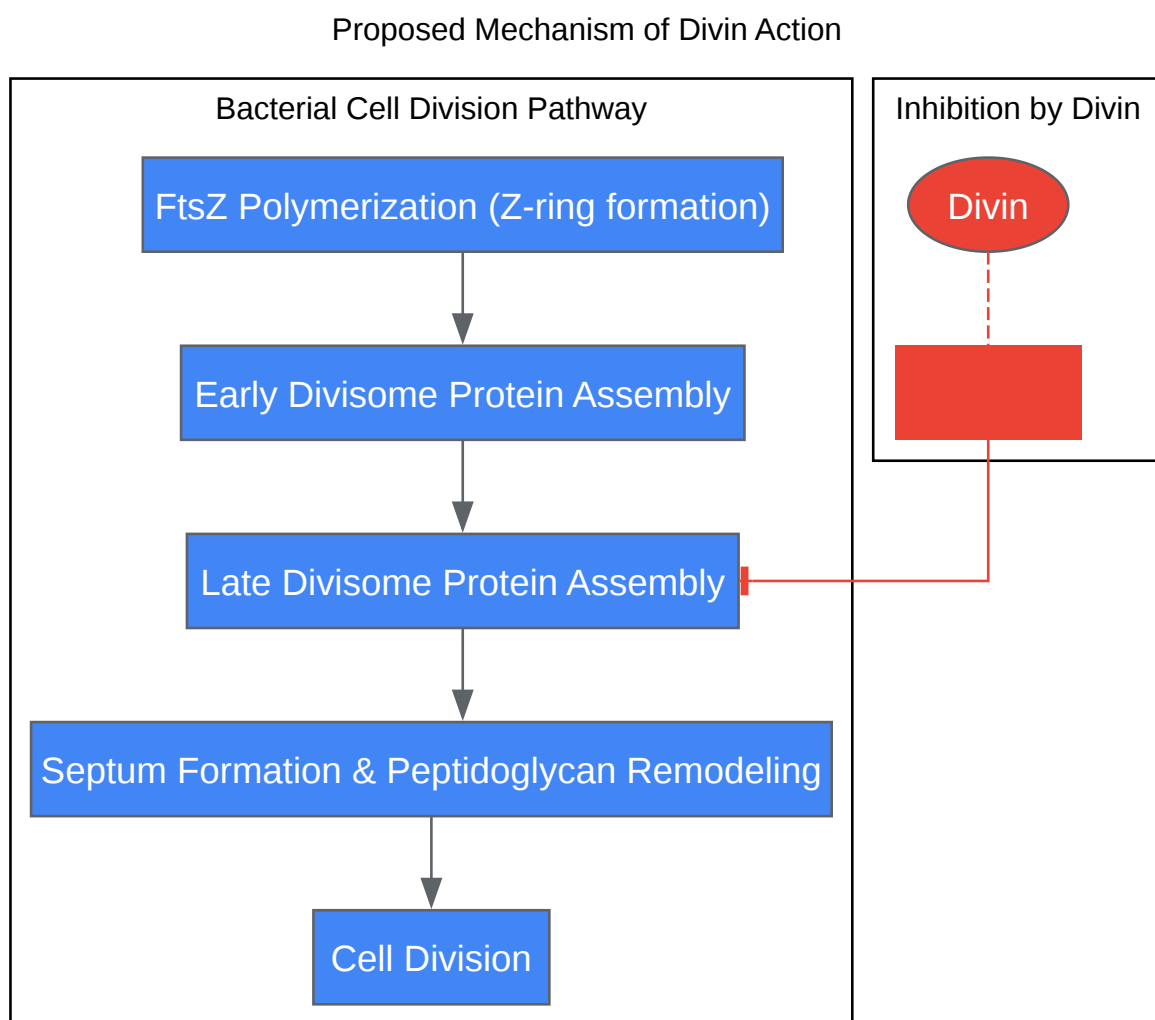 Proposed Mechanism of Divin Action
Bacterial Cell Division Pathway
FtsZ Polymerization (Z-ring formation)
Early Divisome Protein Assembly
Late Divisome Protein Assembly
Septum Formation & Peptidoglycan Remodeling
Cell Division
Inhibition by Divin
Divin